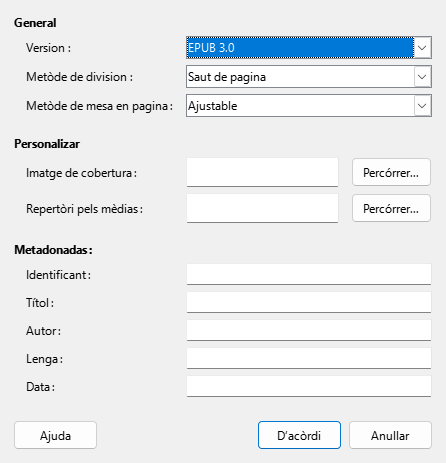 General
Version : EPUB 3.0
Metòde de division : Saut de pagina
Metòde de mesa en pagina : Ajustable
Personalizar
Imatge de cobertura : Percórrer...
Repertòri pels mèdias : Percórrer...
Metadonadas :
Identificant :
Títol :
Autor :
Lenga :
Data :
Ajuda D'acòrdi Anullar